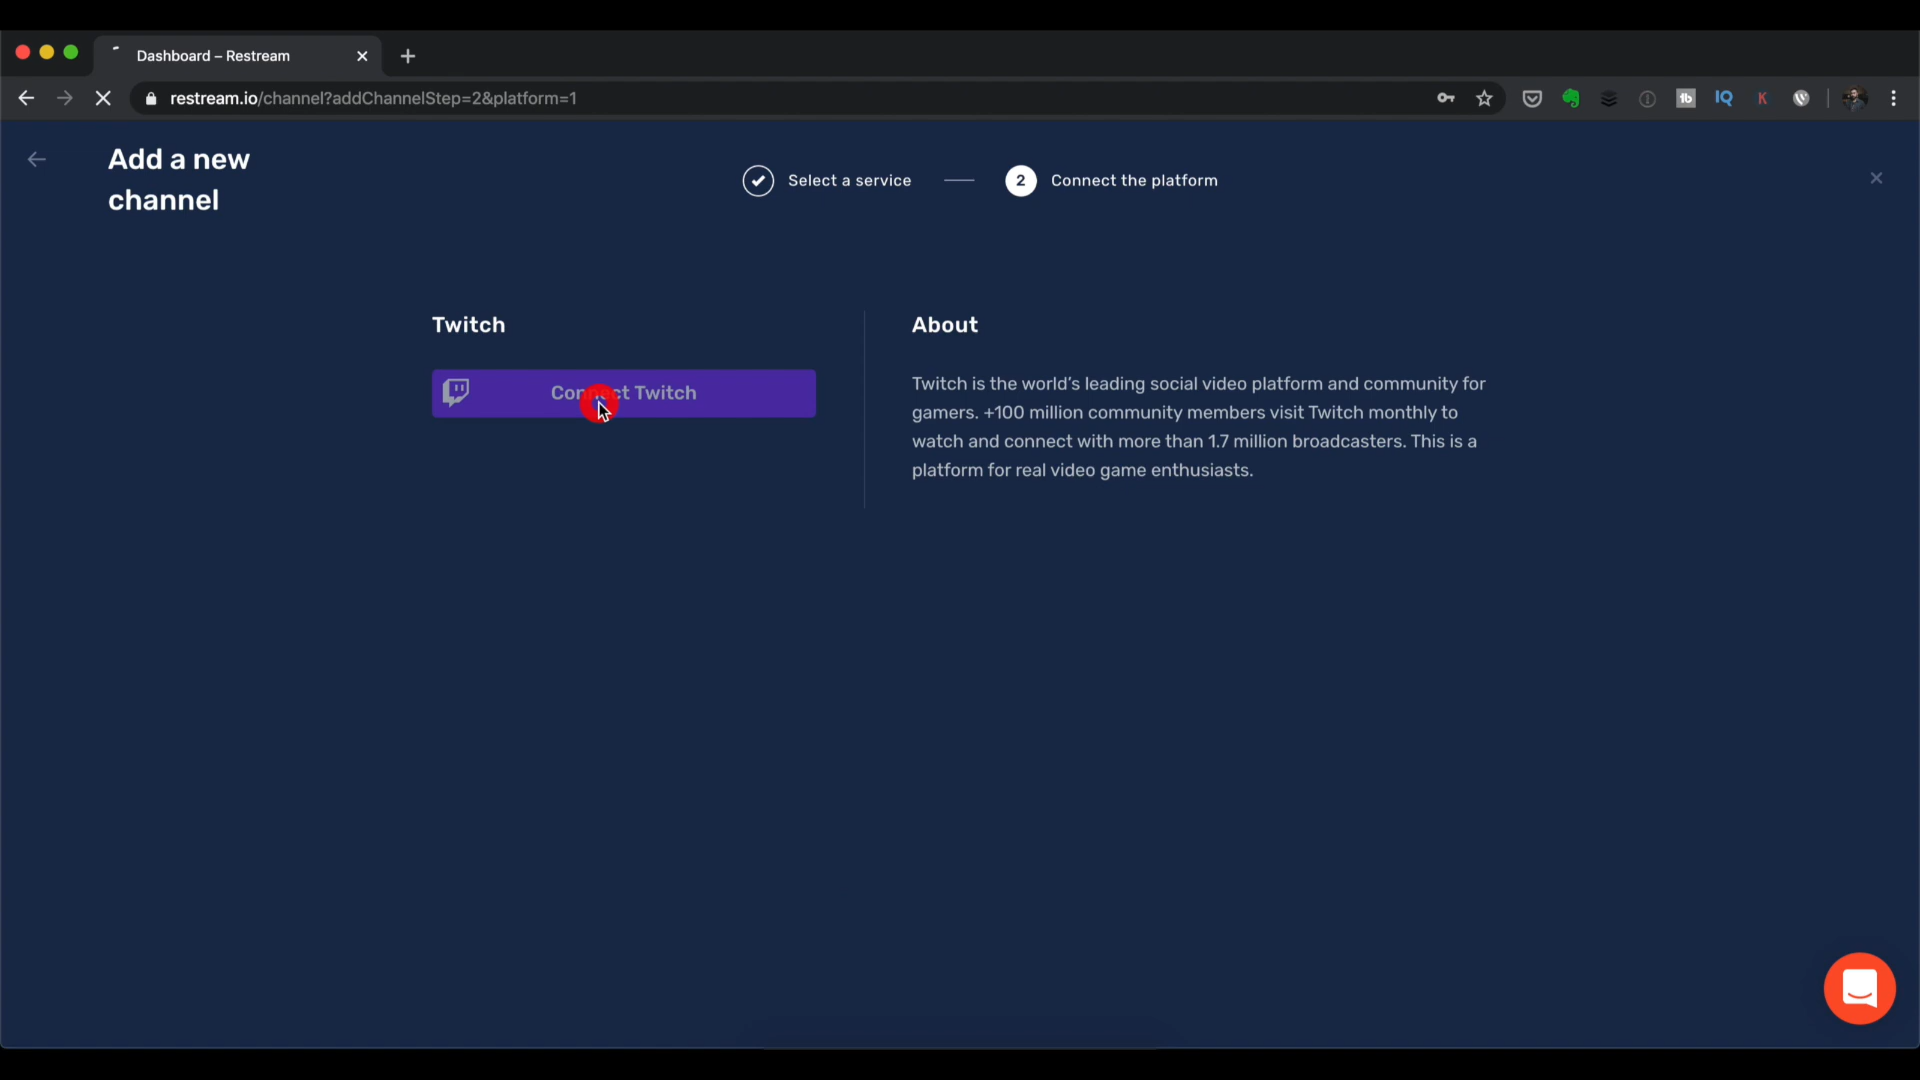 Dashboard – Restream
restream.io/channel?addChannelStep=2&platform=1
tb
IQ
K
Add a new
channel
Select a service
2
Connect the platform
Twitch
Connect Twitch
About
Twitch is the world's leading social video platform and community for
gamers. +100 million community members visit Twitch monthly to
watch and connect with more than 1.7 million broadcasters. This is a
platform for real video game enthusiasts.